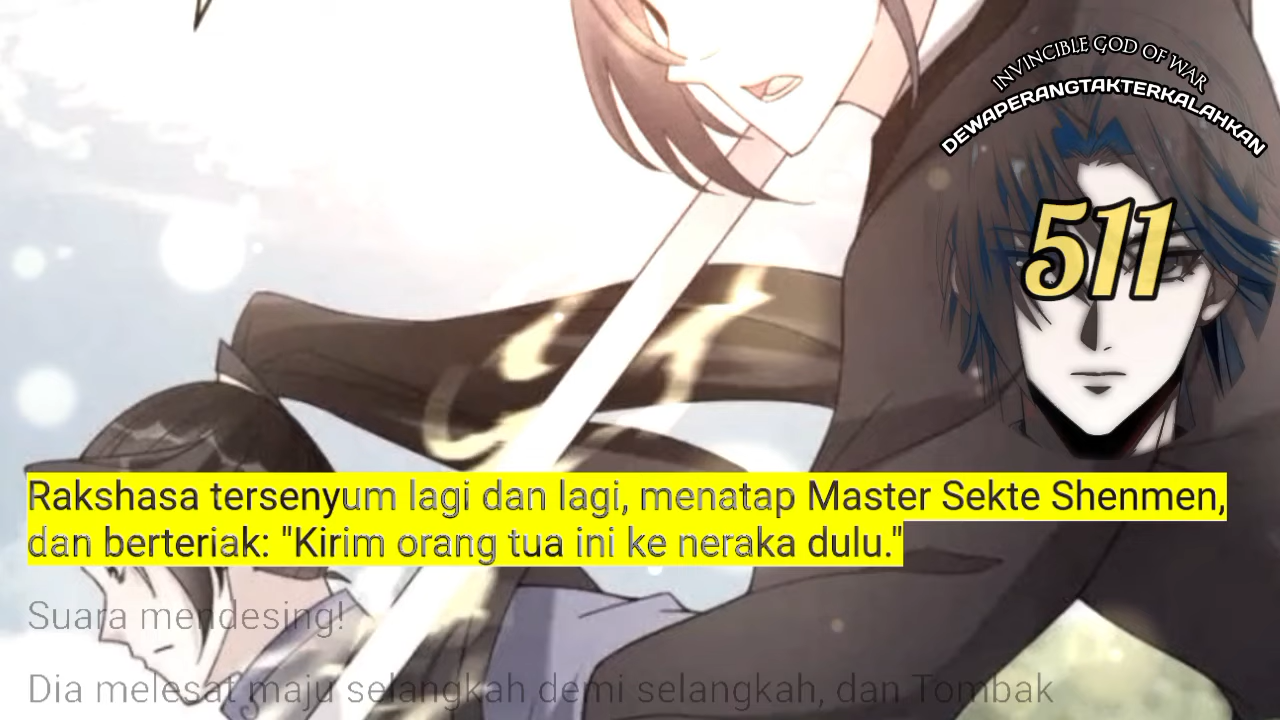 INVINCIBLE GOD OF WAR
DEWAPERANGTAKTERKALAHKAN
511
Rakshasa tersenyum lagi dan lagi, menatap Master Sekte Shenmen,
dan berteriak: "Kirim orang tua ini ke neraka dulu."
Suara mendesing!
Dia melesat maju selangkah demi selangkah, dan Tombak